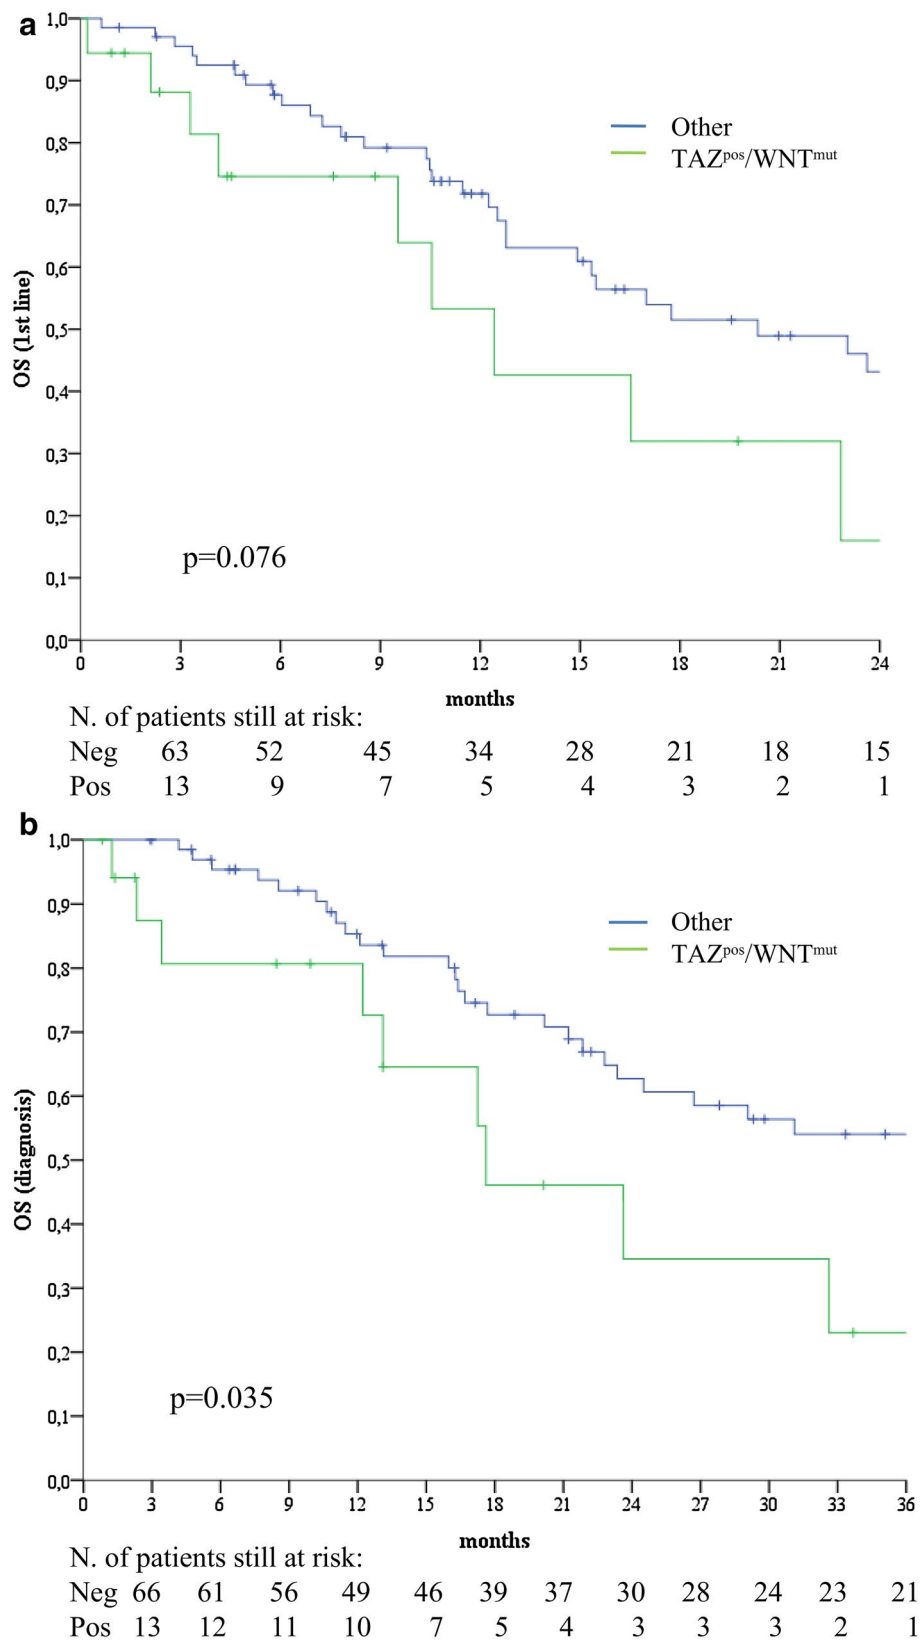 a
1,0
0,9
0,8
0,7
0,6
0,5
0,4
0,3
0,2
0,1
0,0
OS (1st line)
Other
TAZpos/WNTmut
p=0.076
0 3 6 9 12 15 18 21 24
months
N. of patients still at risk:
Neg 63 52 45 34 28 21 18 15
Pos 13 9 7 5 4 3 2 1
b
1,0
0,9
0,8
0,7
0,6
0,5
0,4
0,3
0,2
0,1
0,0
OS (diagnosis)
Other
TAZpos/WNTmut
p=0.035
0 3 6 9 12 15 18 21 24 27 30 33 36
months
N. of patients still at risk:
Neg 66 61 56 49 46 39 37 30 28 24 23 21
Pos 13 12 11 10 7 5 4 3 3 3 2 1